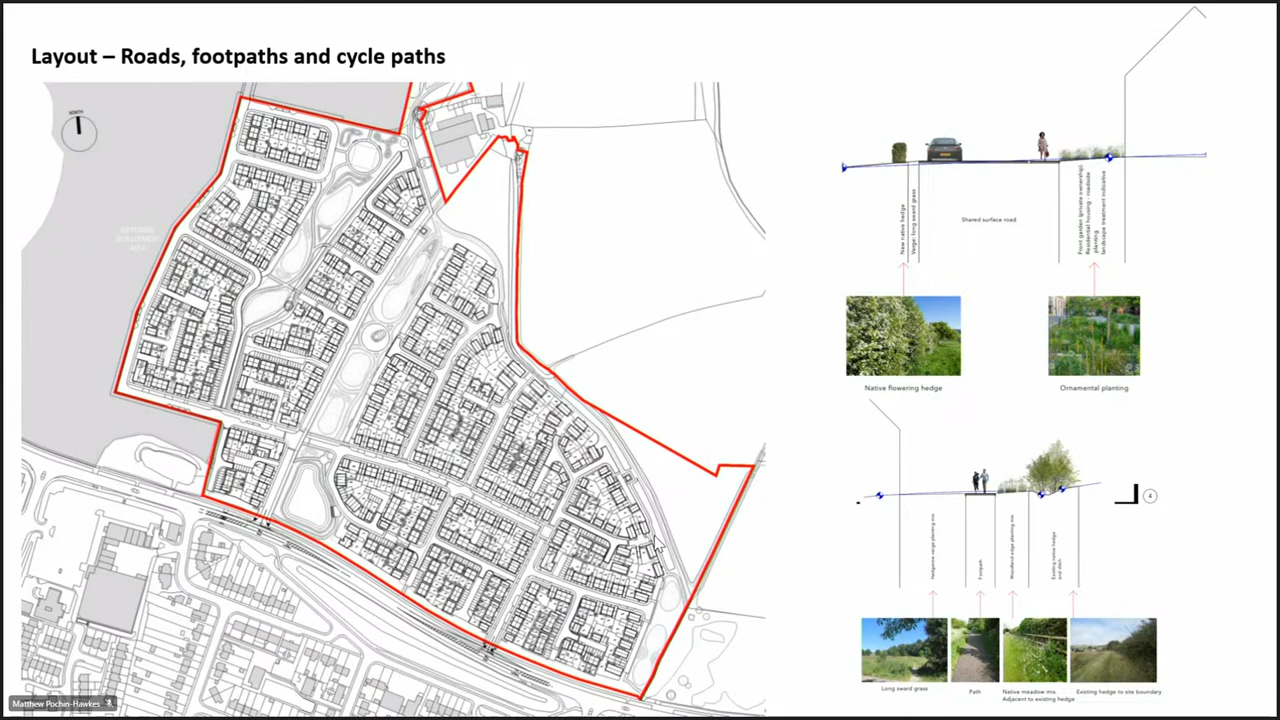 Layout – Roads, footpaths and cycle paths
NORTH
DEVELOPMENT
AREA
New native hedge
Verge: long sward grass
Shared surface road
Front garden (private ownership)
Residential housing - roadside
planting
landscape treatment indicative
Native flowering hedge
Ornamental planting
4
Hedgerow verge planting mix
Footpath
Woodland edge planting mix
Existing native hedge
and ditch
Long sward grass
Path
Native meadow mix
Adjacent to existing hedge
Existing hedge to site boundary
Matthew Pochin-Hawkes